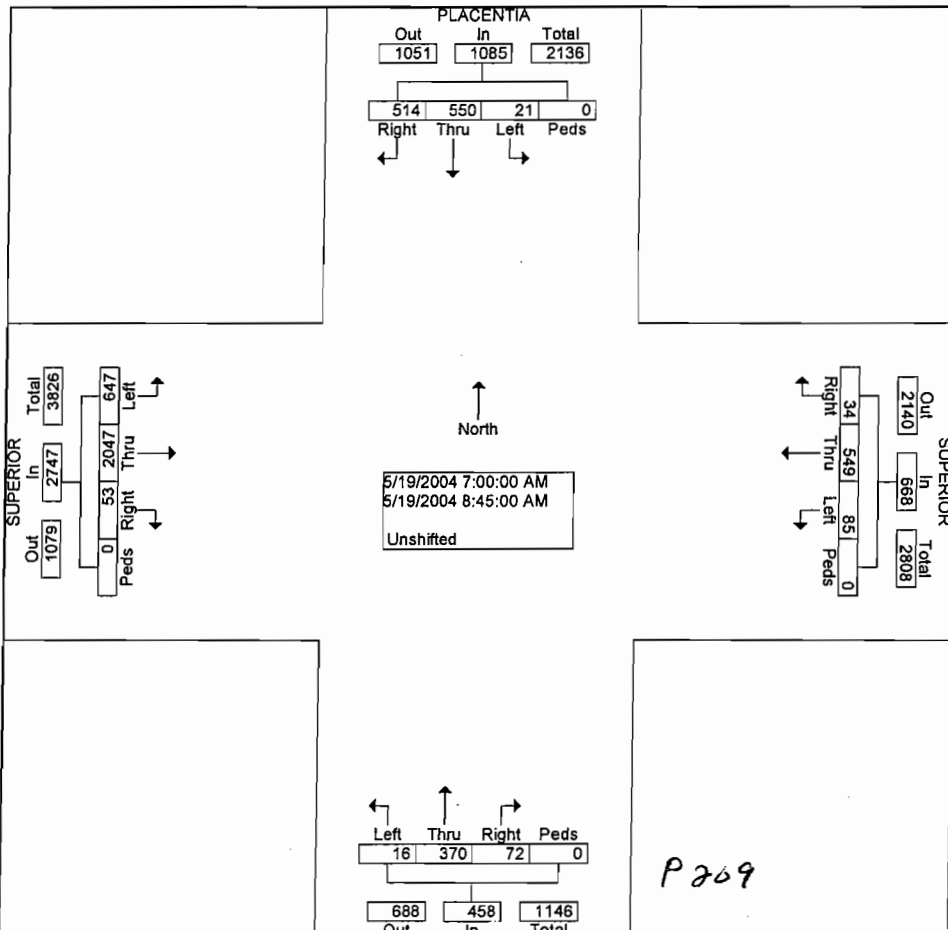 PLACENTIA
Out In Total
1051 1085 2136
514 550 21 0
Right Thru Left Peds
SUPERIOR
Out In Total
1079 2747 3826
647 2047 53 0
Left Thru Right Peds
North
5/19/2004 7:00:00 AM
5/19/2004 8:45:00 AM
Unshifted
Right Thru Left Peds
34 549 85 0
Out In Total
2140 668 2808
SUPERIOR
Left Thru Right Peds
16 370 72 0
688 458 1146
Out In Total
P 209